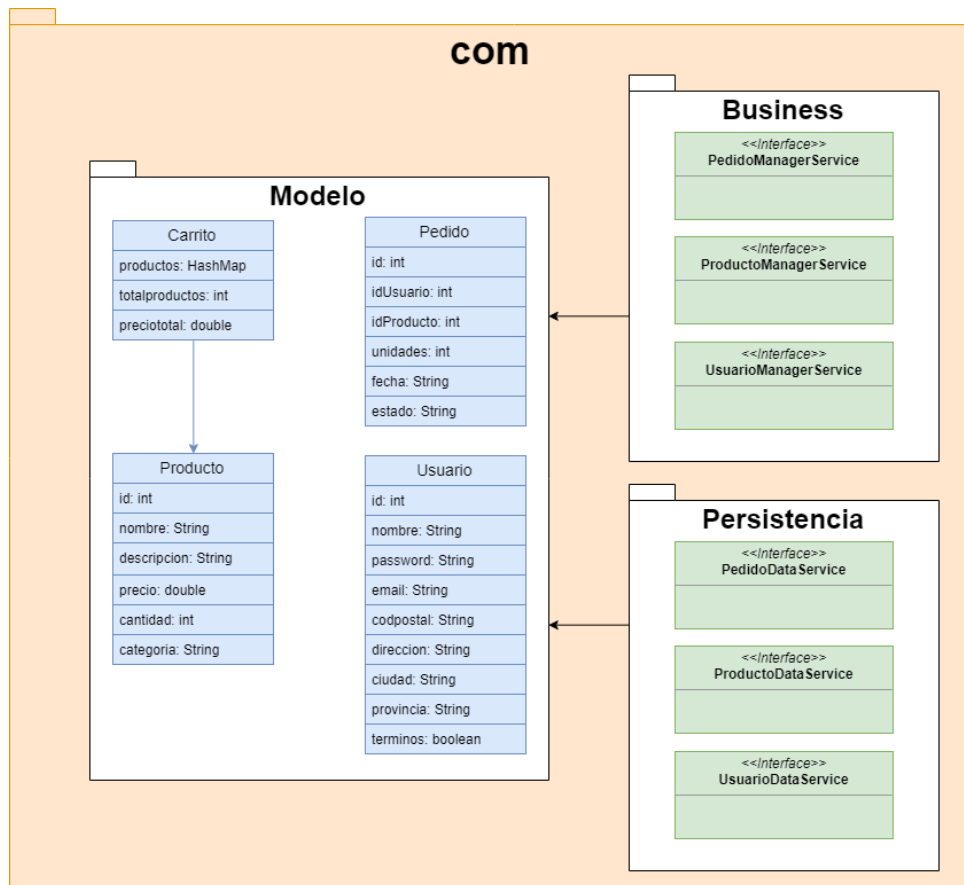 com
Modelo
Carrito
productos: HashMap
totalproductos: int
preciototal: double
Producto
id: int
nombre: String
descripcion: String
precio: double
cantidad: int
categoria: String
Pedido
id: int
idUsuario: int
idProducto: int
unidades: int
fecha: String
estado: String
Usuario
id: int
nombre: String
password: String
email: String
codpostal: String
direccion: String
ciudad: String
provincia: String
terminos: boolean
Business
<<Interface>>
PedidoManagerService
<<Interface>>
ProductoManagerService
<<Interface>>
UsuarioManagerService
Persistencia
<<Interface>>
PedidoDataService
<<Interface>>
ProductoDataService
<<Interface>>
UsuarioDataService